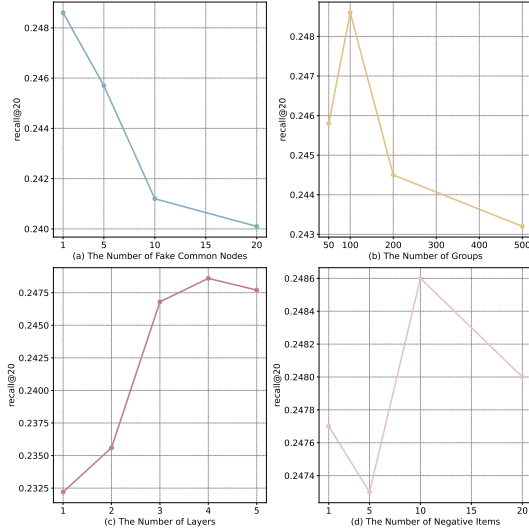 0.248
0.246
0.244
0.242
0.240
recall@20
1 5 10 15 20
(a) The Number of Fake Common Nodes
0.248
0.247
0.246
0.245
0.244
0.243
recall@20
50 100 200 300 400 500
(b) The Number of Groups
0.2475
0.2450
0.2425
0.2400
0.2375
0.2350
0.2325
recall@20
1 2 3 4 5
(c) The Number of Layers
0.2486
0.2484
0.2482
0.2480
0.2478
0.2476
0.2474
recall@20
1 5 10 15 20
(d) The Number of Negative Items